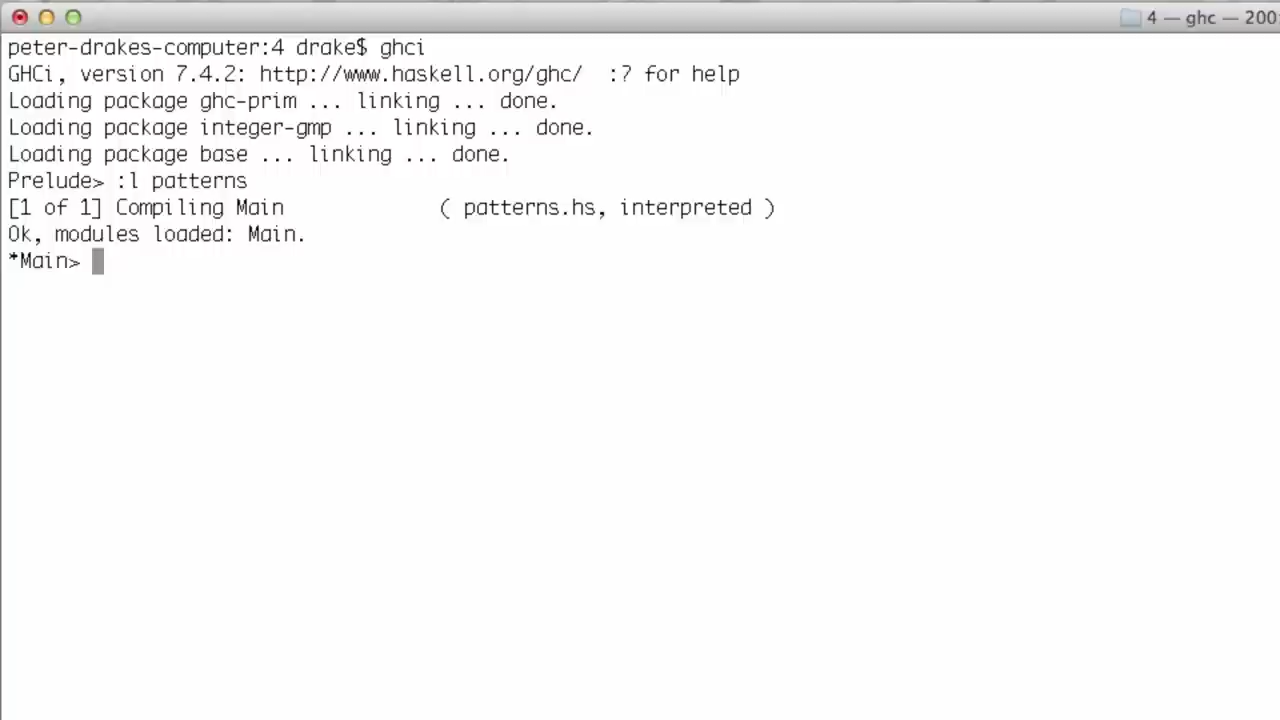 4 — ghc — 200
peter-drakes-computer:4 drake$ ghci
GHCi, version 7.4.2: http://www.haskell.org/ghc/  :? for help
Loading package ghc-prim ... linking ... done.
Loading package integer-gmp ... linking ... done.
Loading package base ... linking ... done.
Prelude> :l patterns
[1 of 1] Compiling Main             ( patterns.hs, interpreted )
Ok, modules loaded: Main.
*Main>